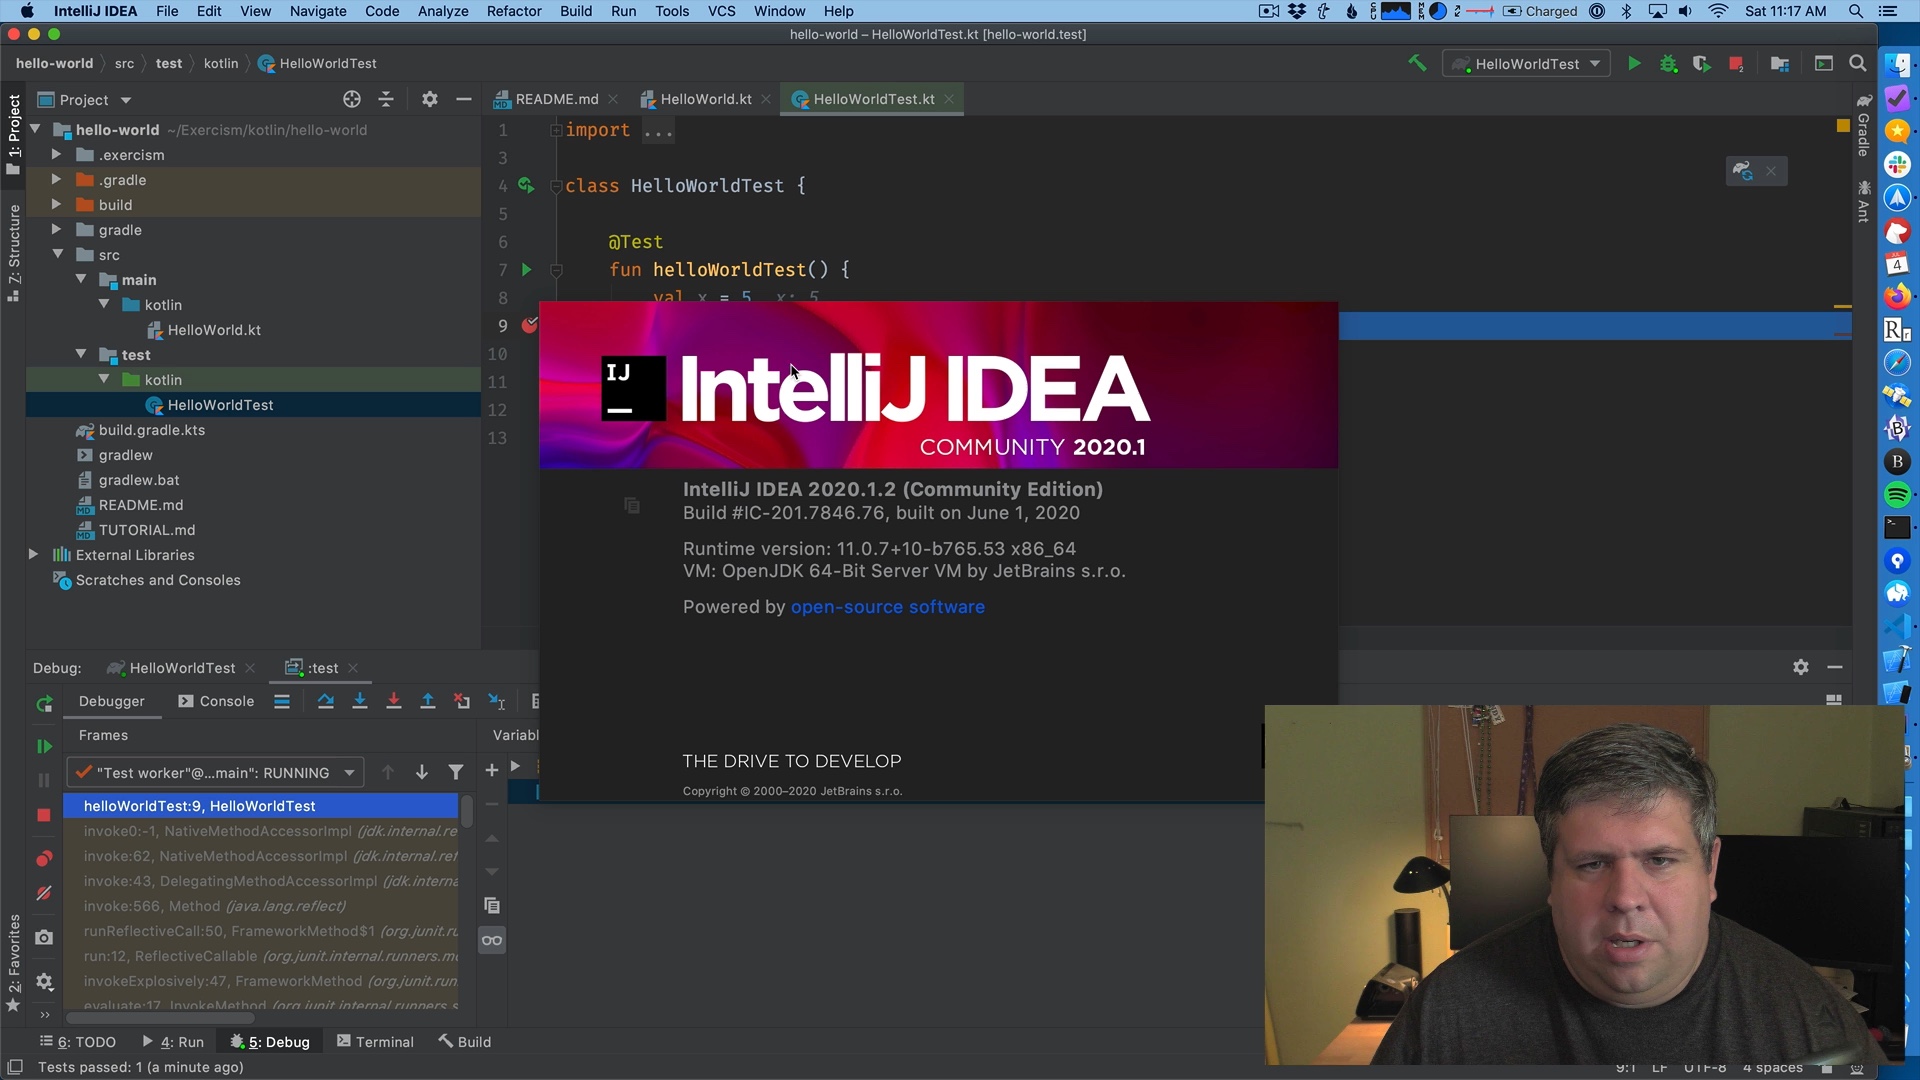 IntelliJ IDEA File Edit View Navigate Code Analyze Refactor Build Run Tools VCS Window Help Charged Sat 11:17 AM
hello-world – HelloWorldTest.kt [hello-world.test]
hello-world src test kotlin HelloWorldTest HelloWorldTest
Project README.md HelloWorld.kt HelloWorldTest.kt
1: Project
Z: Structure
2: Favorites
hello-world ~/Exercism/kotlin/hello-world
.exercism
.gradle
build
gradle
src
main
kotlin
HelloWorld.kt
test
kotlin
HelloWorldTest
build.gradle.kts
gradlew
gradlew.bat
README.md
TUTORIAL.md
External Libraries
Scratches and Consoles
1 import ...
3
4 class HelloWorldTest {
5
6 @Test
7 fun helloWorldTest() {
8 val x = 5 x: 5
9
10
11
12
13
Gradle
Ant
IJ
IntelliJ IDEA
COMMUNITY 2020.1
IntelliJ IDEA 2020.1.2 (Community Edition)
Build #IC-201.7846.76, built on June 1, 2020
Runtime version: 11.0.7+10-b765.53 x86_64
VM: OpenJDK 64-Bit Server VM by JetBrains s.r.o.
Powered by open-source software
THE DRIVE TO DEVELOP
Copyright © 2000–2020 JetBrains s.r.o.
Debug: HelloWorldTest :test
Debugger Console
Frames
"Test worker"@...main": RUNNING
helloWorldTest:9, HelloWorldTest
invoke0:-1, NativeMethodAccessorImpl (jdk.internal.re
invoke:62, NativeMethodAccessorImpl (jdk.internal.ref
invoke:43, DelegatingMethodAccessorImpl (jdk.interna
invoke:566, Method (java.lang.reflect)
runReflectiveCall:50, FrameworkMethod$1 (org.junit.ru
run:12, ReflectiveCallable (org.junit.internal.runners.m
invokeExplosively:47, FrameworkMethod (org.junit.run
evaluate:17, InvokeMethod (org.junit.internal.runners.s
Variabl
6: TODO 4: Run 5: Debug Terminal Build
Tests passed: 1 (a minute ago)
9:1 LF UTF-8 4 spaces